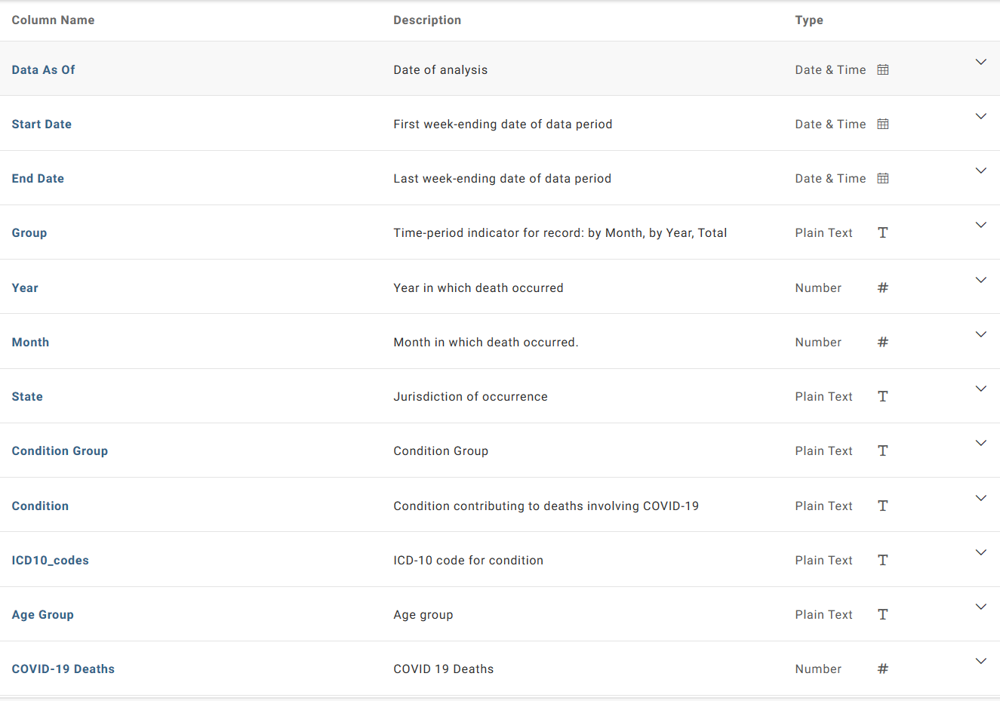 Column Name Description Type
Data As Of Date of analysis Date & Time
Start Date First week-ending date of data period Date & Time
End Date Last week-ending date of data period Date & Time
Group Time-period indicator for record: by Month, by Year, Total Plain Text T
Year Year in which death occurred Number #
Month Month in which death occurred. Number #
State Jurisdiction of occurrence Plain Text T
Condition Group Condition Group Plain Text T
Condition Condition contributing to deaths involving COVID-19 Plain Text T
ICD10_codes ICD-10 code for condition Plain Text T
Age Group Age group Plain Text T
COVID-19 Deaths COVID 19 Deaths Number #